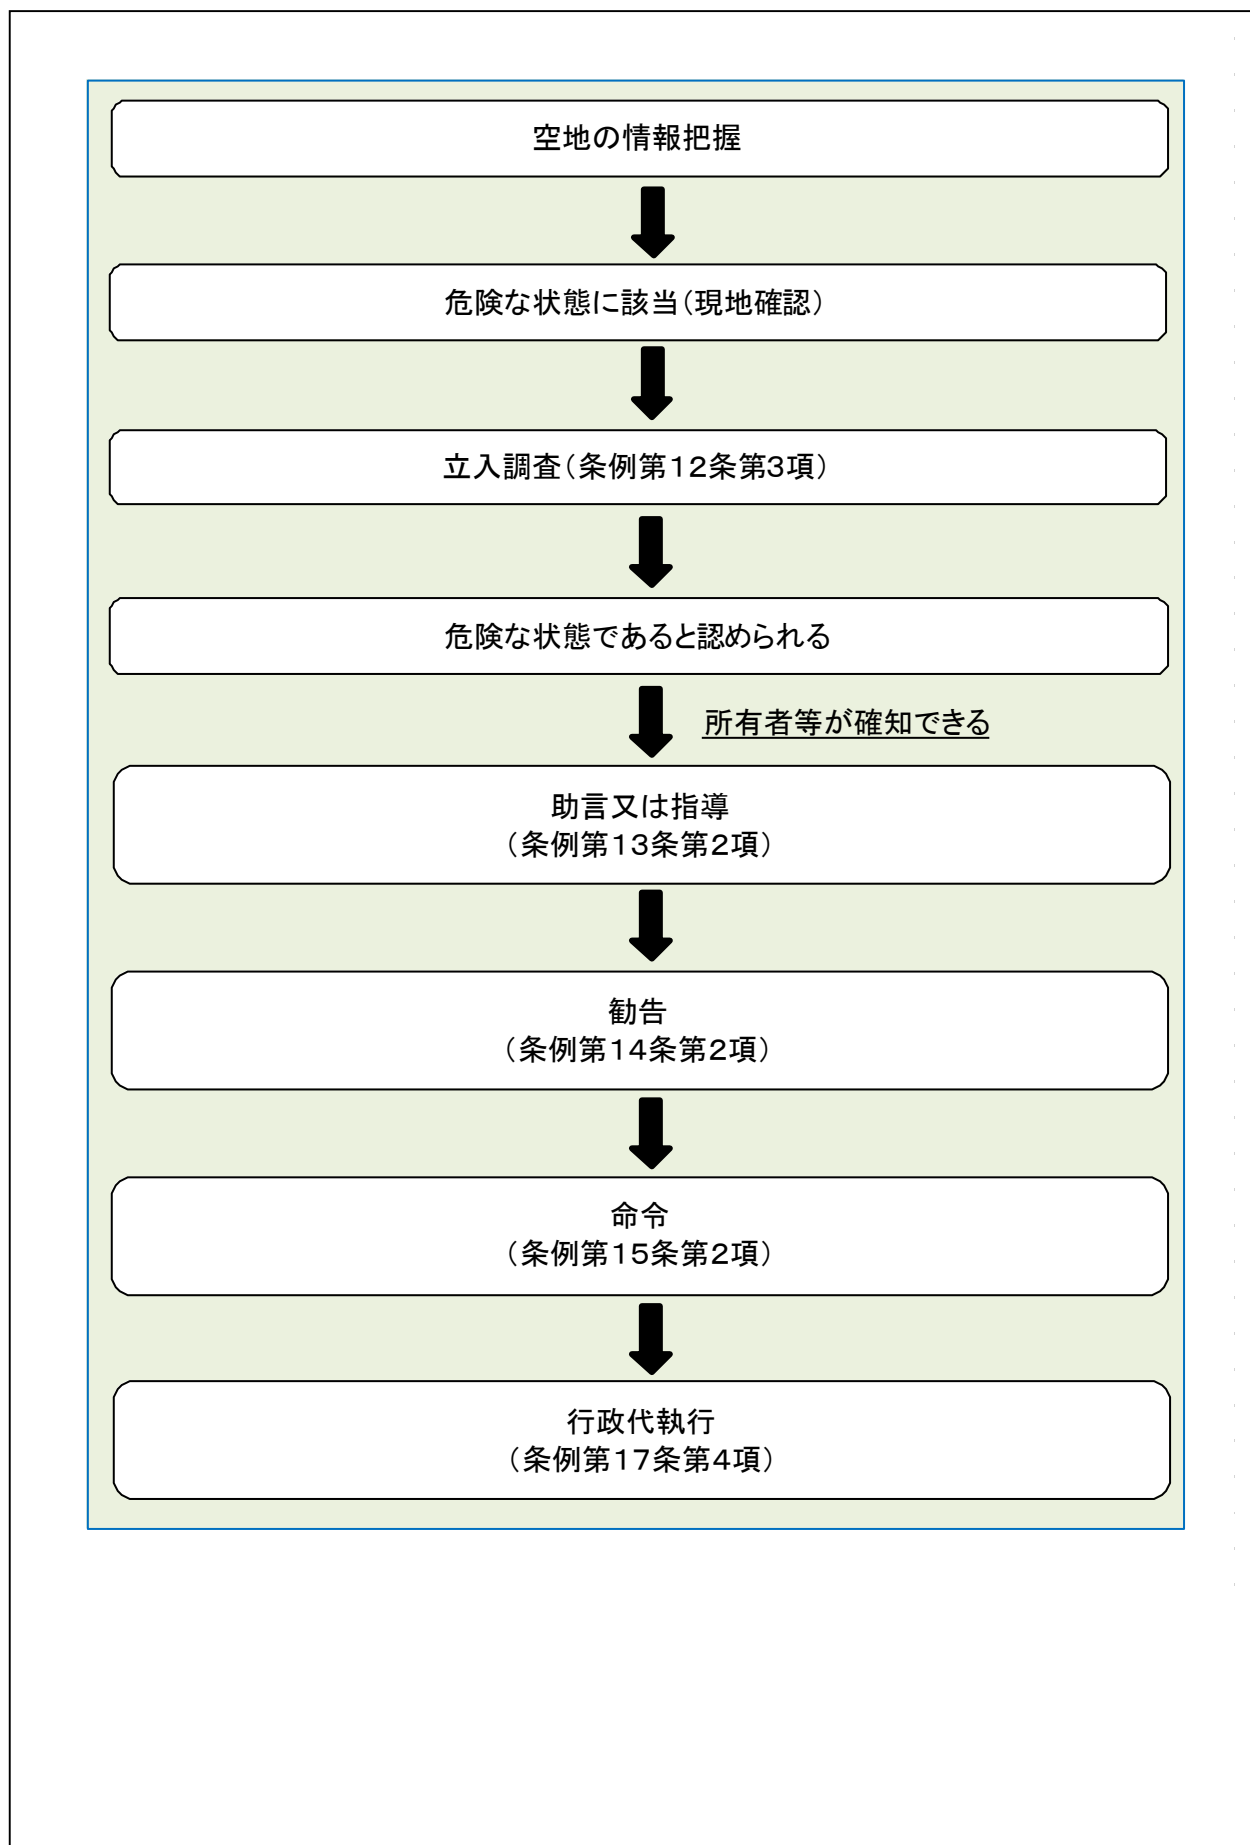 空地の情報把握
危険な状態に該当（現地確認）
立入調査（条例第１２条第３項）
危険な状態であると認められる
所有者等が確知できる
助言又は指導
（条例第１３条第２項）
勧告
（条例第１４条第２項）
命令
（条例第１５条第２項）
行政代執行
（条例第１７条第４項）